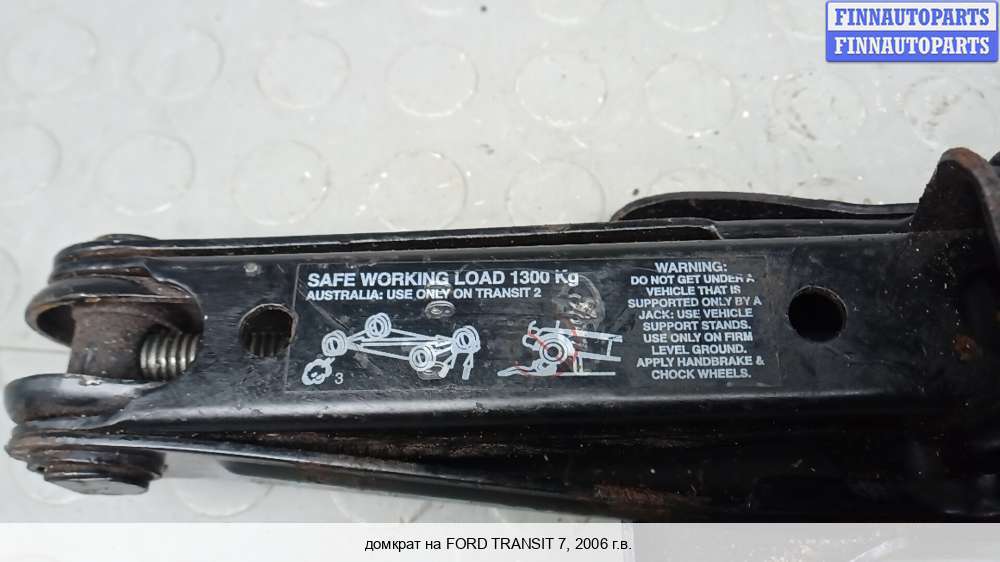 FINNAUTOPARTS
FINNAUTOPARTS
SAFE WORKING LOAD 1300 Kg
AUSTRALIA: USE ONLY ON TRANSIT 2
3
WARNING:
DO NOT GET UNDER A
VEHICLE THAT IS
SUPPORTED ONLY BY A
JACK: USE VEHICLE
SUPPORT STANDS.
USE ONLY ON FIRM
LEVEL GROUND.
APPLY HANDBRAKE &
CHOCK WHEELS.
домкрат на FORD TRANSIT 7, 2006 г.в.